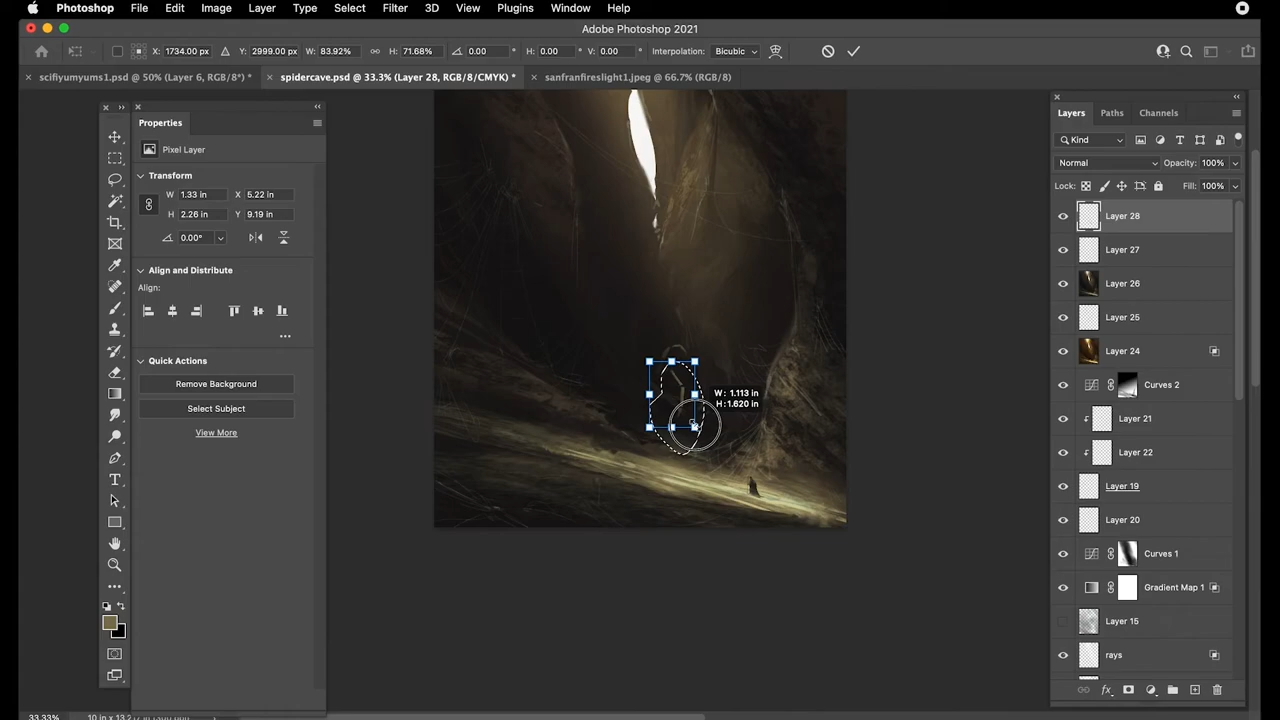 Photoshop File Edit Image Layer Type Select Filter 3D View Plugins Window Help
Adobe Photoshop 2021
X: 1734.00 px Y: 2999.00 px W: 83.92% H: 71.68% 0.00 ° H: 0.00 ° V: 0.00 ° Interpolation: Bicubic
× scifiyumyums1.psd @ 50% (Layer 6, RGB/8*) * × spidercave.psd @ 33.3% (Layer 28, RGB/8/CMYK) * × sanfranfireslight1.jpeg @ 66.7% (RGB/8)
Properties
Pixel Layer
Transform
W 1.33 in X 5.22 in
H 2.26 in Y 9.19 in
0.00°
Align and Distribute
Align:
Quick Actions
Remove Background
Select Subject
View More
W: 1.113 in
H: 1.620 in
Layers Paths Channels
Kind
Normal Opacity: 100%
Lock: Fill: 100%
Layer 28
Layer 27
Layer 26
Layer 25
Layer 24
Curves 2
Layer 21
Layer 22
Layer 19
Layer 20
Curves 1
Gradient Map 1
Layer 15
rays
fx
33.33%